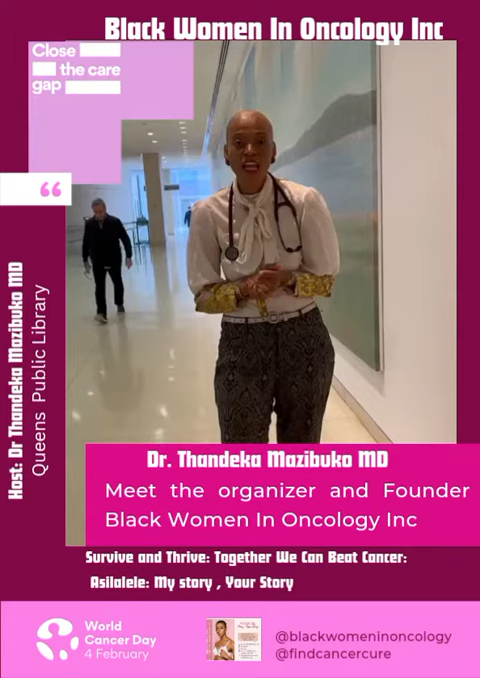 Black Women In Oncology Inc
Close
the care
gap
Host: Dr Thandeka Mazibuko MD
Queens Public Library
Dr. Thandeka Mazibuko MD
Meet the organizer and Founder
Black Women In Oncology Inc
Survive and Thrive: Together We Can Beat Cancer:
Asilalele: My story , Your Story
World
Cancer Day
4 February
@blackwomeninoncology
@findcancercure